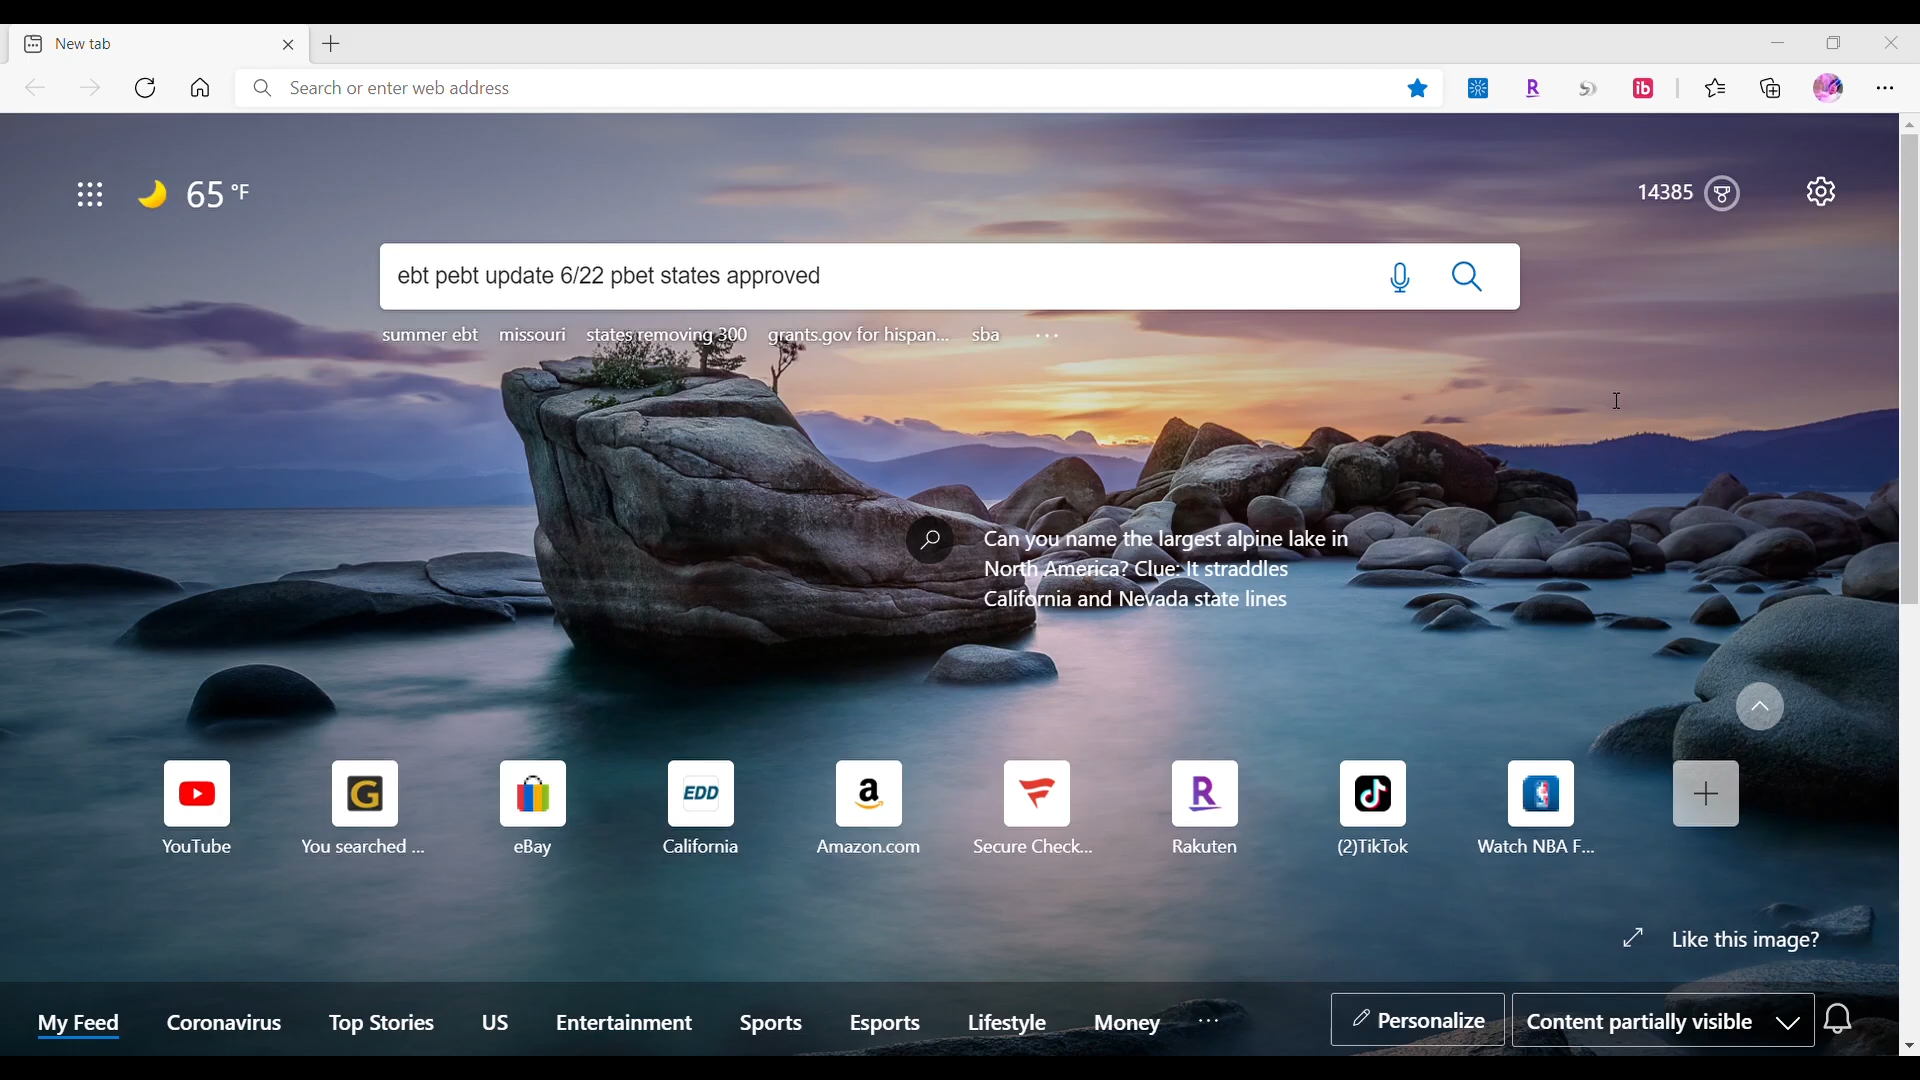 New tab
Search or enter web address
R
ib
65 °F
14385
ebt pebt update 6/22 pbet states approved
summer ebt missouri states removing 300 grants.gov for hispan... sba ...
Can you name the largest alpine lake in
North America? Clue: It straddles
California and Nevada state lines
G
EDD
a
R
YouTube You searched ... eBay California Amazon.com Secure Check... Rakuten (2)TikTok Watch NBA F...
Like this image?
My Feed Coronavirus Top Stories US Entertainment Sports Esports Lifestyle Money ... Personalize Content partially visible